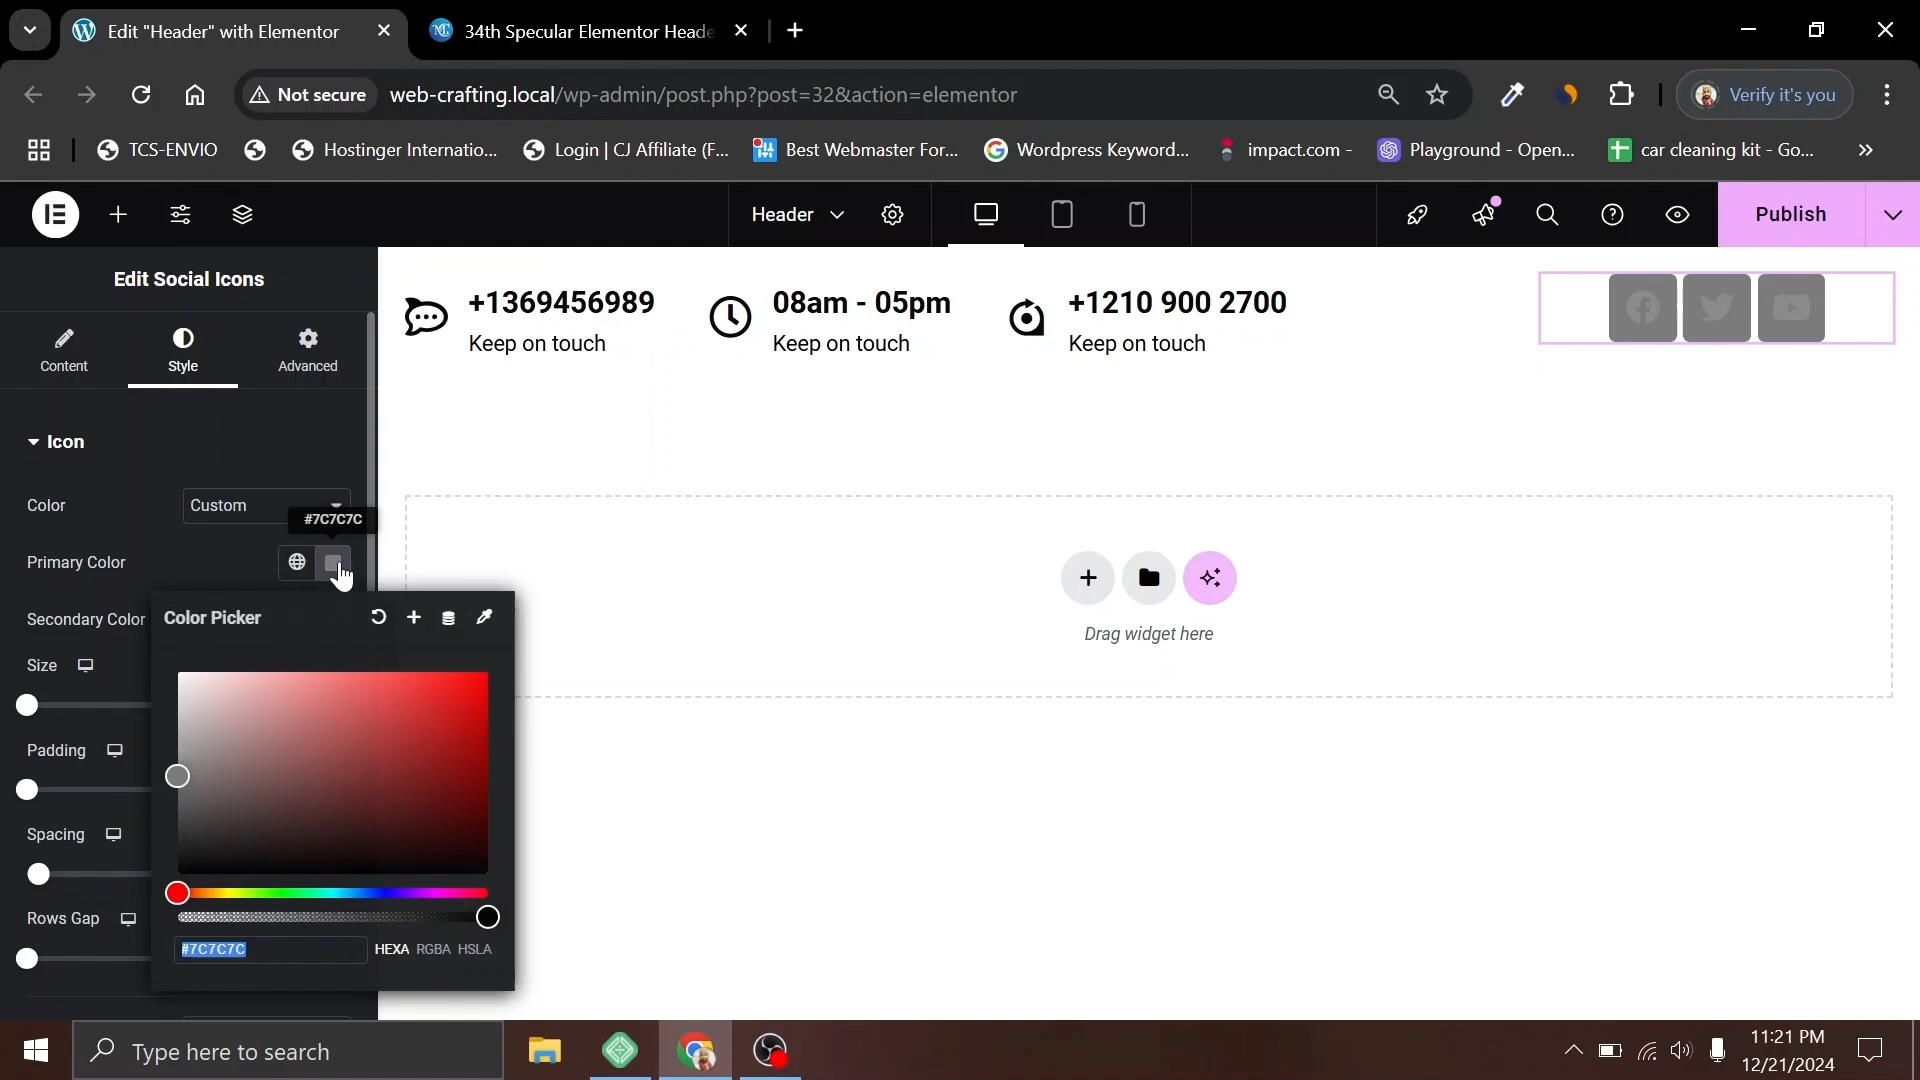 Edit "Header" with Elementor
34th Specular Elementor Heade
Not secure
web-crafting.local/wp-admin/post.php?post=32&action=elementor
Verify it's you
TCS-ENVIO
Hostinger Internatio...
Login | CJ Affiliate (F...
Best Webmaster For...
Wordpress Keyword...
impact.com -
Playground - Open...
car cleaning kit - Go...
Header
Publish
Edit Social Icons
Content
Style
Advanced
+1369456989
Keep on touch
08am - 05pm
Keep on touch
+1210 900 2700
Keep on touch
Icon
Color
Custom
#7C7C7C
Primary Color
Secondary Color
Color Picker
Size
Padding
Spacing
Rows Gap
#7C7C7C
HEXA RGBA HSLA
Drag widget here
Type here to search
11:21 PM
12/21/2024